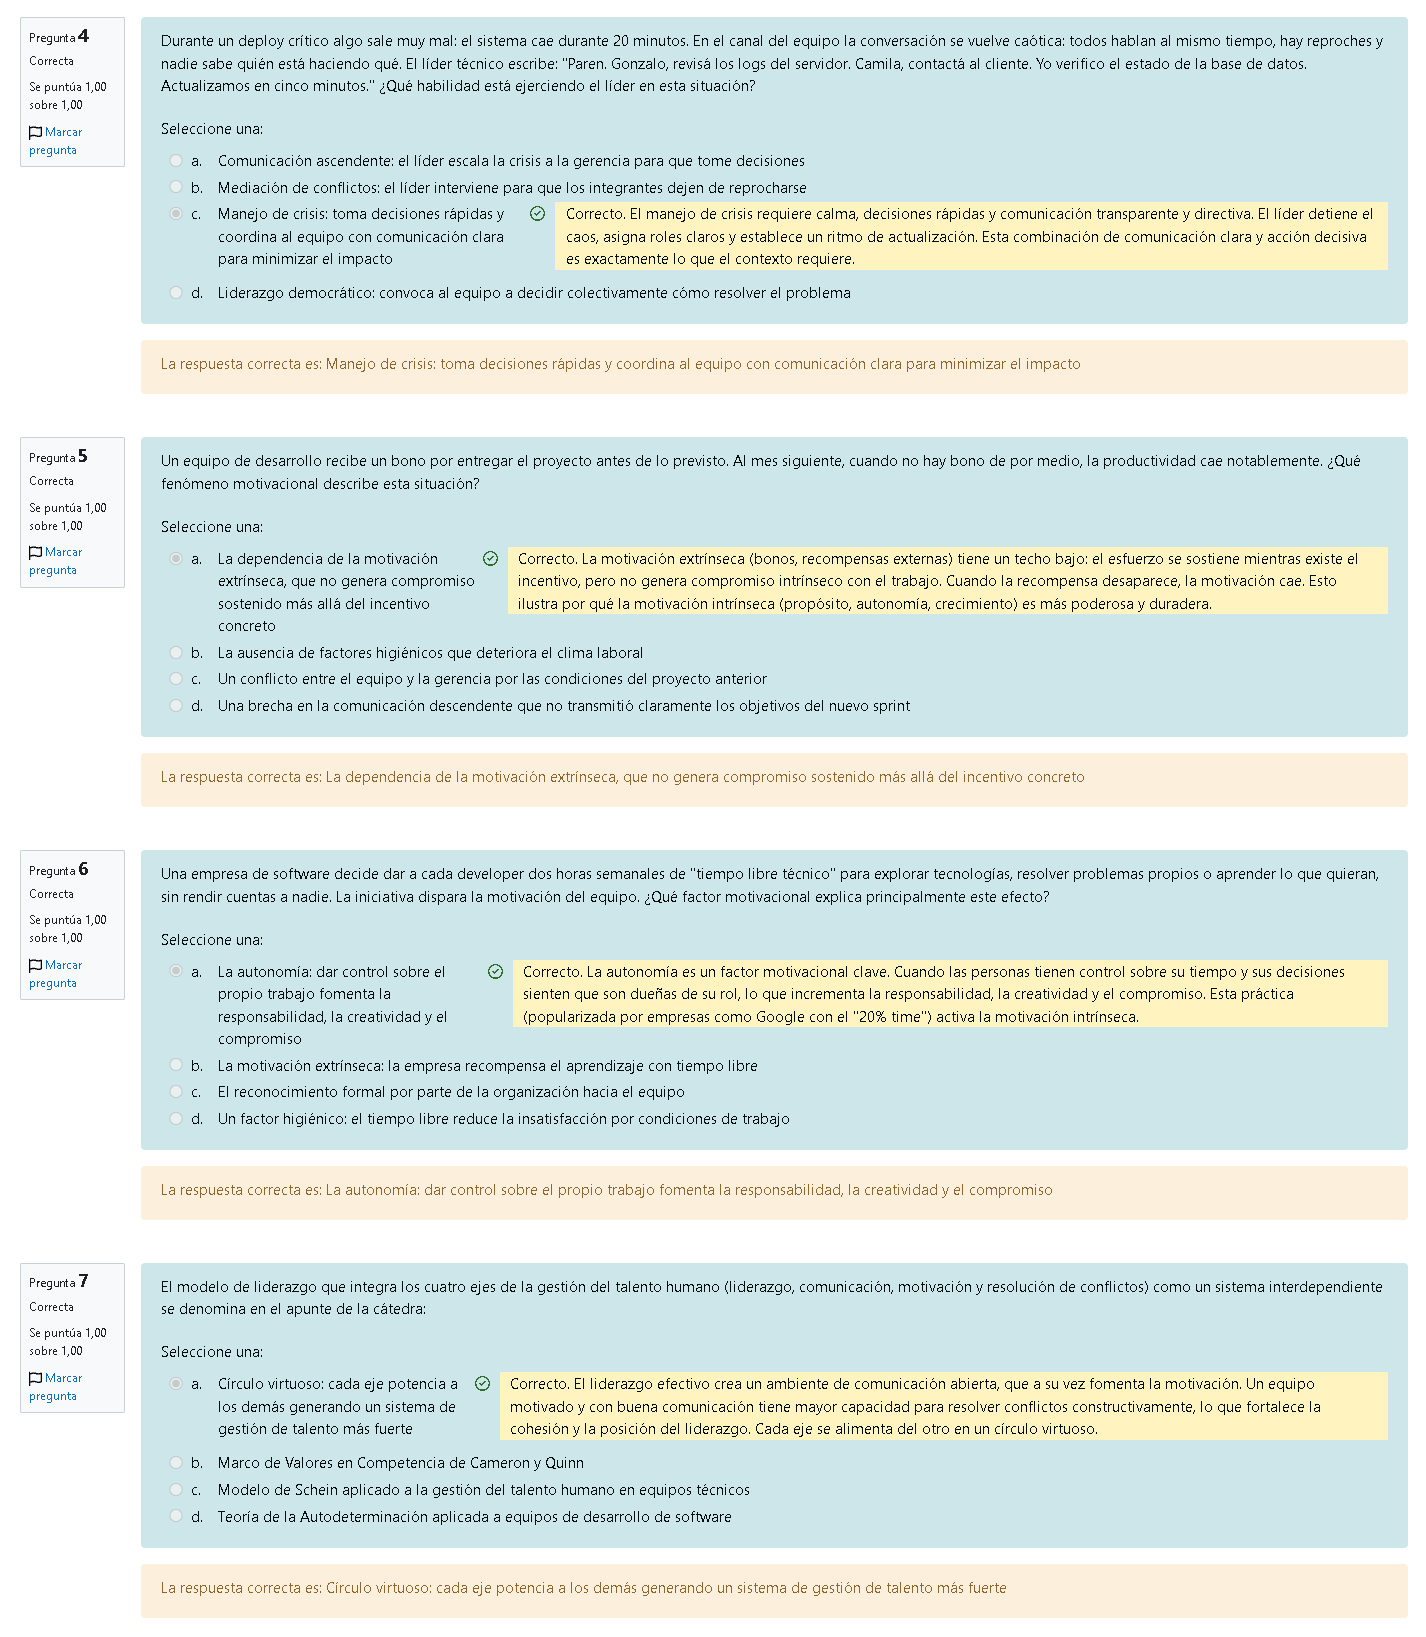 Pregunta 4
Correcta
Se puntúa 1,00
sobre 1,00
Marcar
pregunta
Durante un deploy crítico algo sale muy mal: el sistema cae durante 20 minutos. En el canal del equipo la conversación se vuelve caótica: todos hablan al mismo tiempo, hay reproches y
nadie sabe quién está haciendo qué. El líder técnico escribe: "Paren. Gonzalo, revisá los logs del servidor. Camila, contactá al cliente. Yo verifico el estado de la base de datos.
Actualizamos en cinco minutos." ¿Qué habilidad está ejerciendo el líder en esta situación?
Seleccione una:
a. Comunicación ascendente: el líder escala la crisis a la gerencia para que tome decisiones
b. Mediación de conflictos: el líder interviene para que los integrantes dejen de reprocharse
c. Manejo de crisis: toma decisiones rápidas y
coordina al equipo con comunicación clara
para minimizar el impacto
Correcto. El manejo de crisis requiere calma, decisiones rápidas y comunicación transparente y directiva. El líder detiene el
caos, asigna roles claros y establece un ritmo de actualización. Esta combinación de comunicación clara y acción decisiva
es exactamente lo que el contexto requiere.
d. Liderazgo democrático: convoca al equipo a decidir colectivamente cómo resolver el problema
La respuesta correcta es: Manejo de crisis: toma decisiones rápidas y coordina al equipo con comunicación clara para minimizar el impacto
Pregunta 5
Correcta
Se puntúa 1,00
sobre 1,00
Marcar
pregunta
Un equipo de desarrollo recibe un bono por entregar el proyecto antes de lo previsto. Al mes siguiente, cuando no hay bono de por medio, la productividad cae notablemente. ¿Qué
fenómeno motivacional describe esta situación?
Seleccione una:
a. La dependencia de la motivación
extrínseca, que no genera compromiso
sostenido más allá del incentivo
concreto
Correcto. La motivación extrínseca (bonos, recompensas externas) tiene un techo bajo: el esfuerzo se sostiene mientras existe el
incentivo, pero no genera compromiso intrínseco con el trabajo. Cuando la recompensa desaparece, la motivación cae. Esto
ilustra por qué la motivación intrínseca (propósito, autonomía, crecimiento) es más poderosa y duradera.
b. La ausencia de factores higiénicos que deteriora el clima laboral
c. Un conflicto entre el equipo y la gerencia por las condiciones del proyecto anterior
d. Una brecha en la comunicación descendente que no transmitió claramente los objetivos del nuevo sprint
La respuesta correcta es: La dependencia de la motivación extrínseca, que no genera compromiso sostenido más allá del incentivo concreto
Pregunta 6
Correcta
Se puntúa 1,00
sobre 1,00
Marcar
pregunta
Una empresa de software decide dar a cada developer dos horas semanales de "tiempo libre técnico" para explorar tecnologías, resolver problemas propios o aprender lo que quieran,
sin rendir cuentas a nadie. La iniciativa dispara la motivación del equipo. ¿Qué factor motivacional explica principalmente este efecto?
Seleccione una:
a. La autonomía: dar control sobre el
propio trabajo fomenta la
responsabilidad, la creatividad y el
compromiso
Correcto. La autonomía es un factor motivacional clave. Cuando las personas tienen control sobre su tiempo y sus decisiones
sienten que son dueñas de su rol, lo que incrementa la responsabilidad, la creatividad y el compromiso. Esta práctica
(popularizada por empresas como Google con el "20% time") activa la motivación intrínseca.
b. La motivación extrínseca: la empresa recompensa el aprendizaje con tiempo libre
c. El reconocimiento formal por parte de la organización hacia el equipo
d. Un factor higiénico: el tiempo libre reduce la insatisfacción por condiciones de trabajo
La respuesta correcta es: La autonomía: dar control sobre el propio trabajo fomenta la responsabilidad, la creatividad y el compromiso
Pregunta 7
Correcta
Se puntúa 1,00
sobre 1,00
Marcar
pregunta
El modelo de liderazgo que integra los cuatro ejes de la gestión del talento humano (liderazgo, comunicación, motivación y resolución de conflictos) como un sistema interdependiente
se denomina en el apunte de la cátedra:
Seleccione una:
a. Círculo virtuoso: cada eje potencia a
los demás generando un sistema de
gestión de talento más fuerte
Correcto. El liderazgo efectivo crea un ambiente de comunicación abierta, que a su vez fomenta la motivación. Un equipo
motivado y con buena comunicación tiene mayor capacidad para resolver conflictos constructivamente, lo que fortalece la
cohesión y la posición del liderazgo. Cada eje se alimenta del otro en un círculo virtuoso.
b. Marco de Valores en Competencia de Cameron y Quinn
c. Modelo de Schein aplicado a la gestión del talento humano en equipos técnicos
d. Teoría de la Autodeterminación aplicada a equipos de desarrollo de software
La respuesta correcta es: Círculo virtuoso: cada eje potencia a los demás generando un sistema de gestión de talento más fuerte